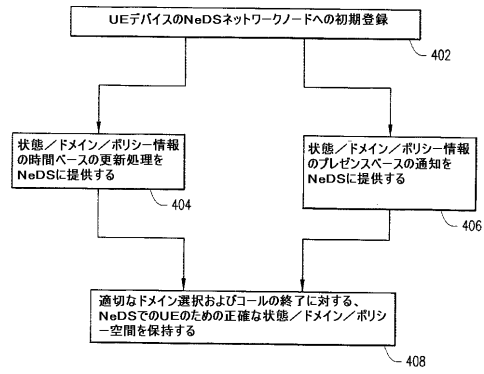 UEデバイスのNeDSネットワークノードへの初期登録
402
状態／ドメイン／ポリシー情報
の時間ベースの更新処理を
NeDSに提供する
404
状態／ドメイン／ポリシー情報
のプレゼンスベースの通知を
NeDSに提供する
406
適切なドメイン選択およびコールの終了に対する、
NeDSでのUEのための正確な状態／ドメイン／ポリシ
ー空間を保持する
408